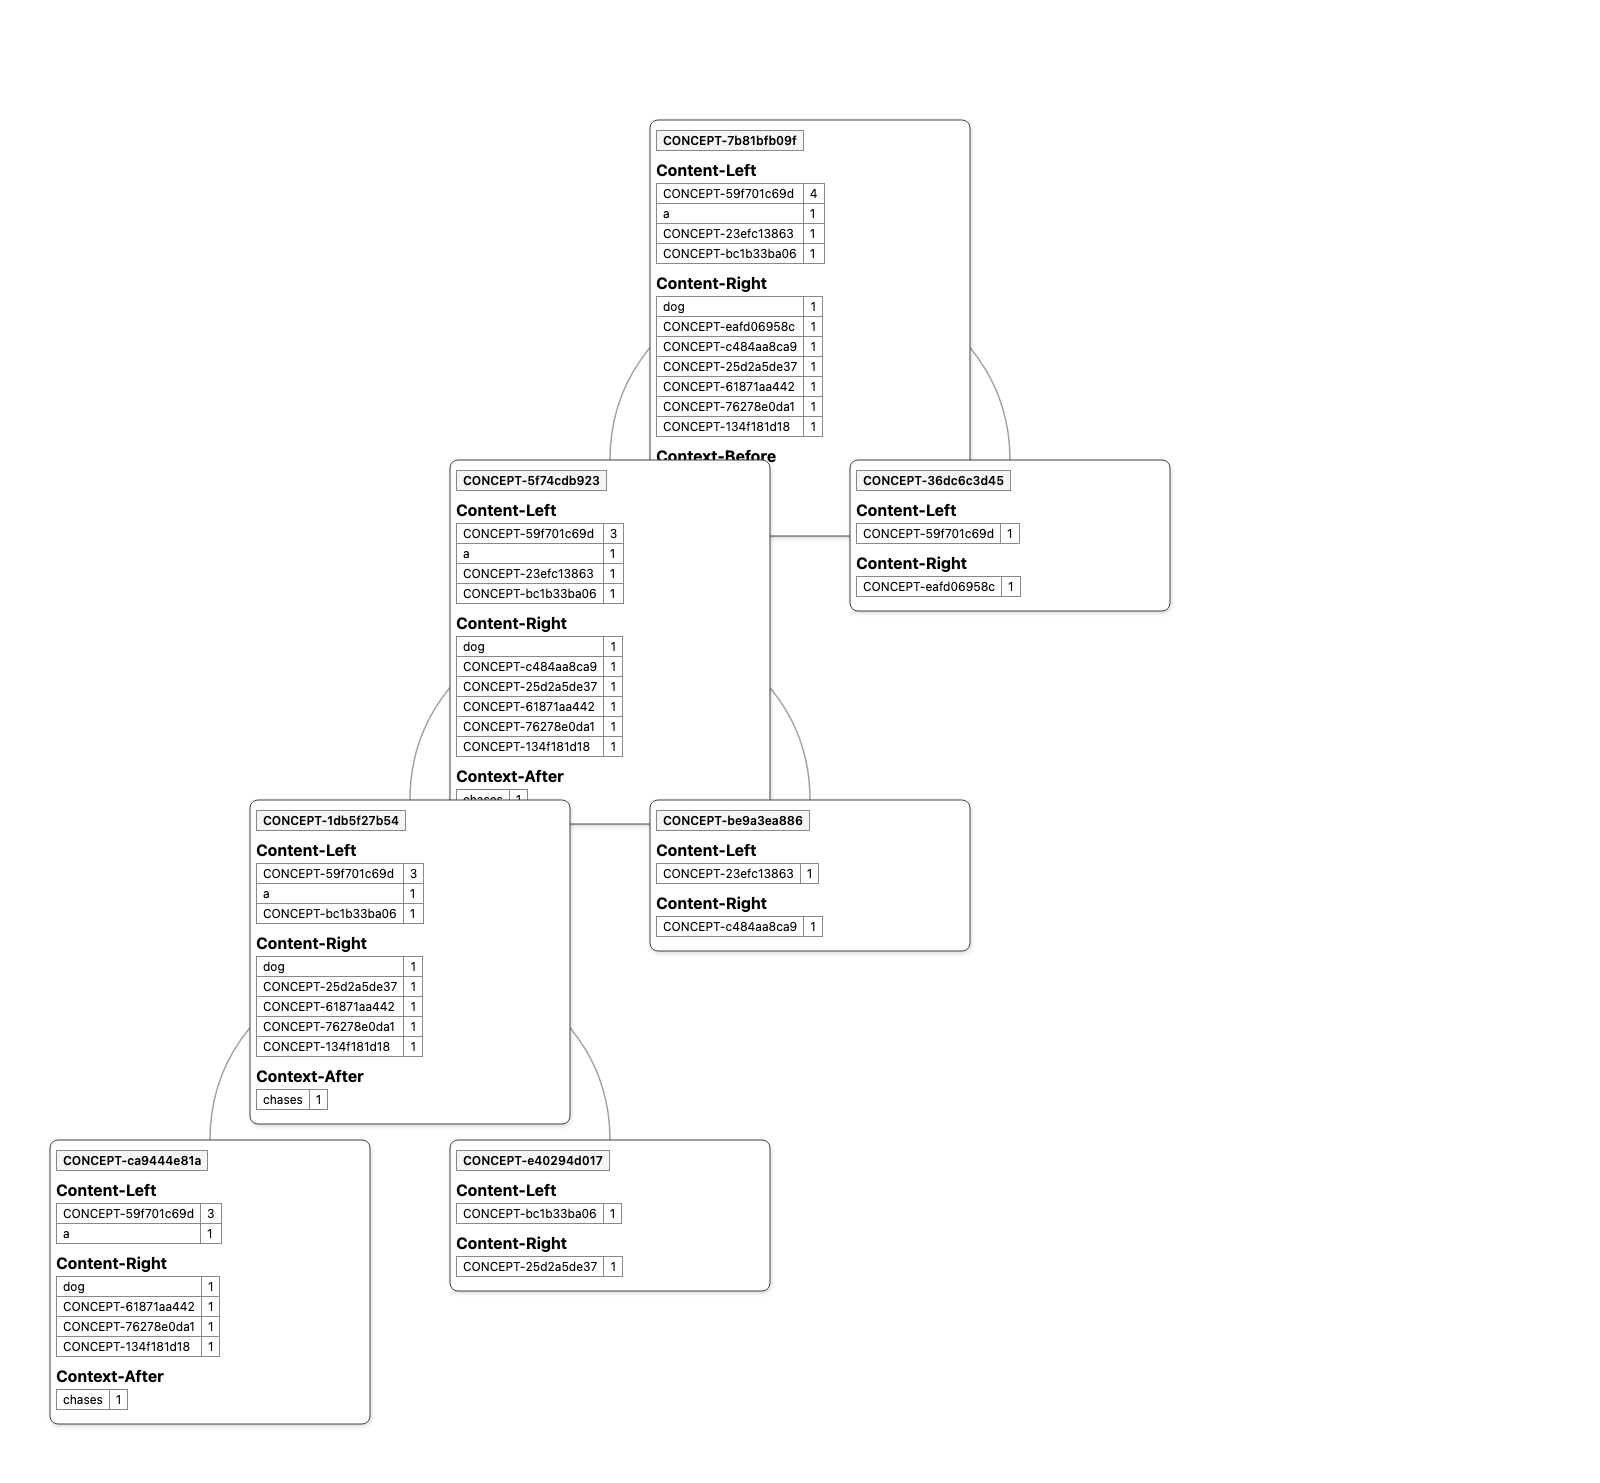 CONCEPT-7b81bfb09f
Content-Left
CONCEPT-59f701c69d 4
a 1
CONCEPT-23efc13863 1
CONCEPT-bc1b33ba06 1
Content-Right
dog 1
CONCEPT-eafd06958c 1
CONCEPT-c484aa8ca9 1
CONCEPT-25d2a5de37 1
CONCEPT-61871aa442 1
CONCEPT-76278e0da1 1
CONCEPT-134f181d18 1
Context-Before
CONCEPT-5f74cdb923
Content-Left
CONCEPT-59f701c69d 3
a 1
CONCEPT-23efc13863 1
CONCEPT-bc1b33ba06 1
Content-Right
dog 1
CONCEPT-c484aa8ca9 1
CONCEPT-25d2a5de37 1
CONCEPT-61871aa442 1
CONCEPT-76278e0da1 1
CONCEPT-134f181d18 1
Context-After
chases 1
CONCEPT-36dc6c3d45
Content-Left
CONCEPT-59f701c69d 1
Content-Right
CONCEPT-eafd06958c 1
CONCEPT-1db5f27b54
Content-Left
CONCEPT-59f701c69d 3
a 1
CONCEPT-bc1b33ba06 1
Content-Right
dog 1
CONCEPT-25d2a5de37 1
CONCEPT-61871aa442 1
CONCEPT-76278e0da1 1
CONCEPT-134f181d18 1
Context-After
chases 1
CONCEPT-be9a3ea886
Content-Left
CONCEPT-23efc13863 1
Content-Right
CONCEPT-c484aa8ca9 1
CONCEPT-ca9444e81a
Content-Left
CONCEPT-59f701c69d 3
a 1
Content-Right
dog 1
CONCEPT-61871aa442 1
CONCEPT-76278e0da1 1
CONCEPT-134f181d18 1
Context-After
chases 1
CONCEPT-e40294d017
Content-Left
CONCEPT-bc1b33ba06 1
Content-Right
CONCEPT-25d2a5de37 1